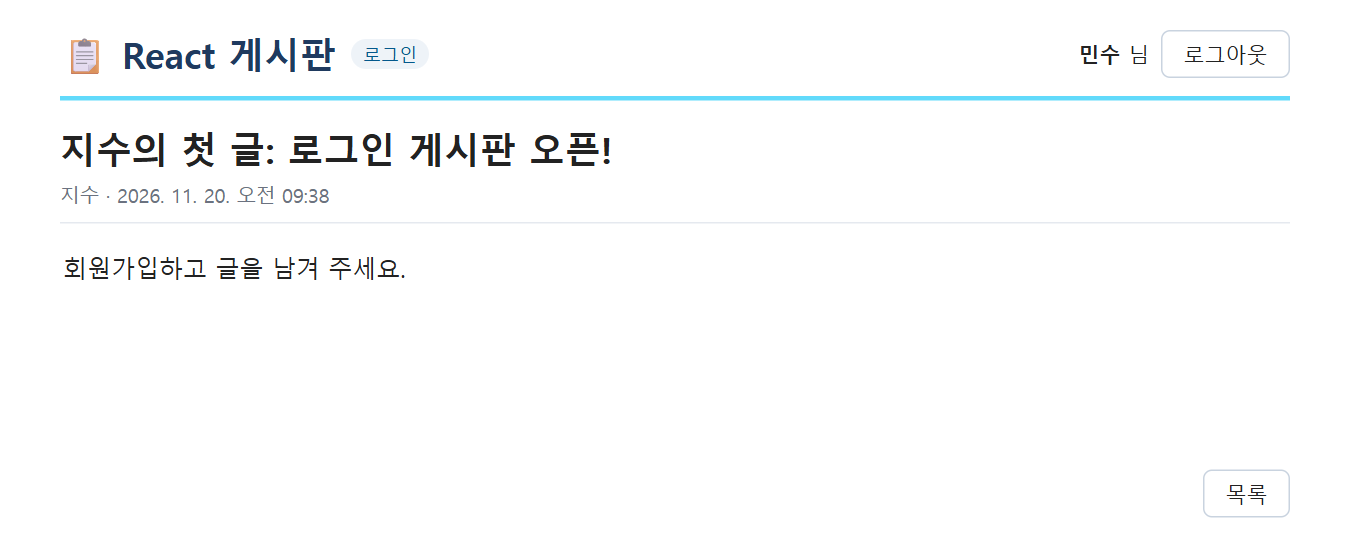 React 게시판 로그인 민수 님 로그아웃
지수의 첫 글: 로그인 게시판 오픈!
지수 · 2026. 11. 20. 오전 09:38
회원가입하고 글을 남겨 주세요.
목록